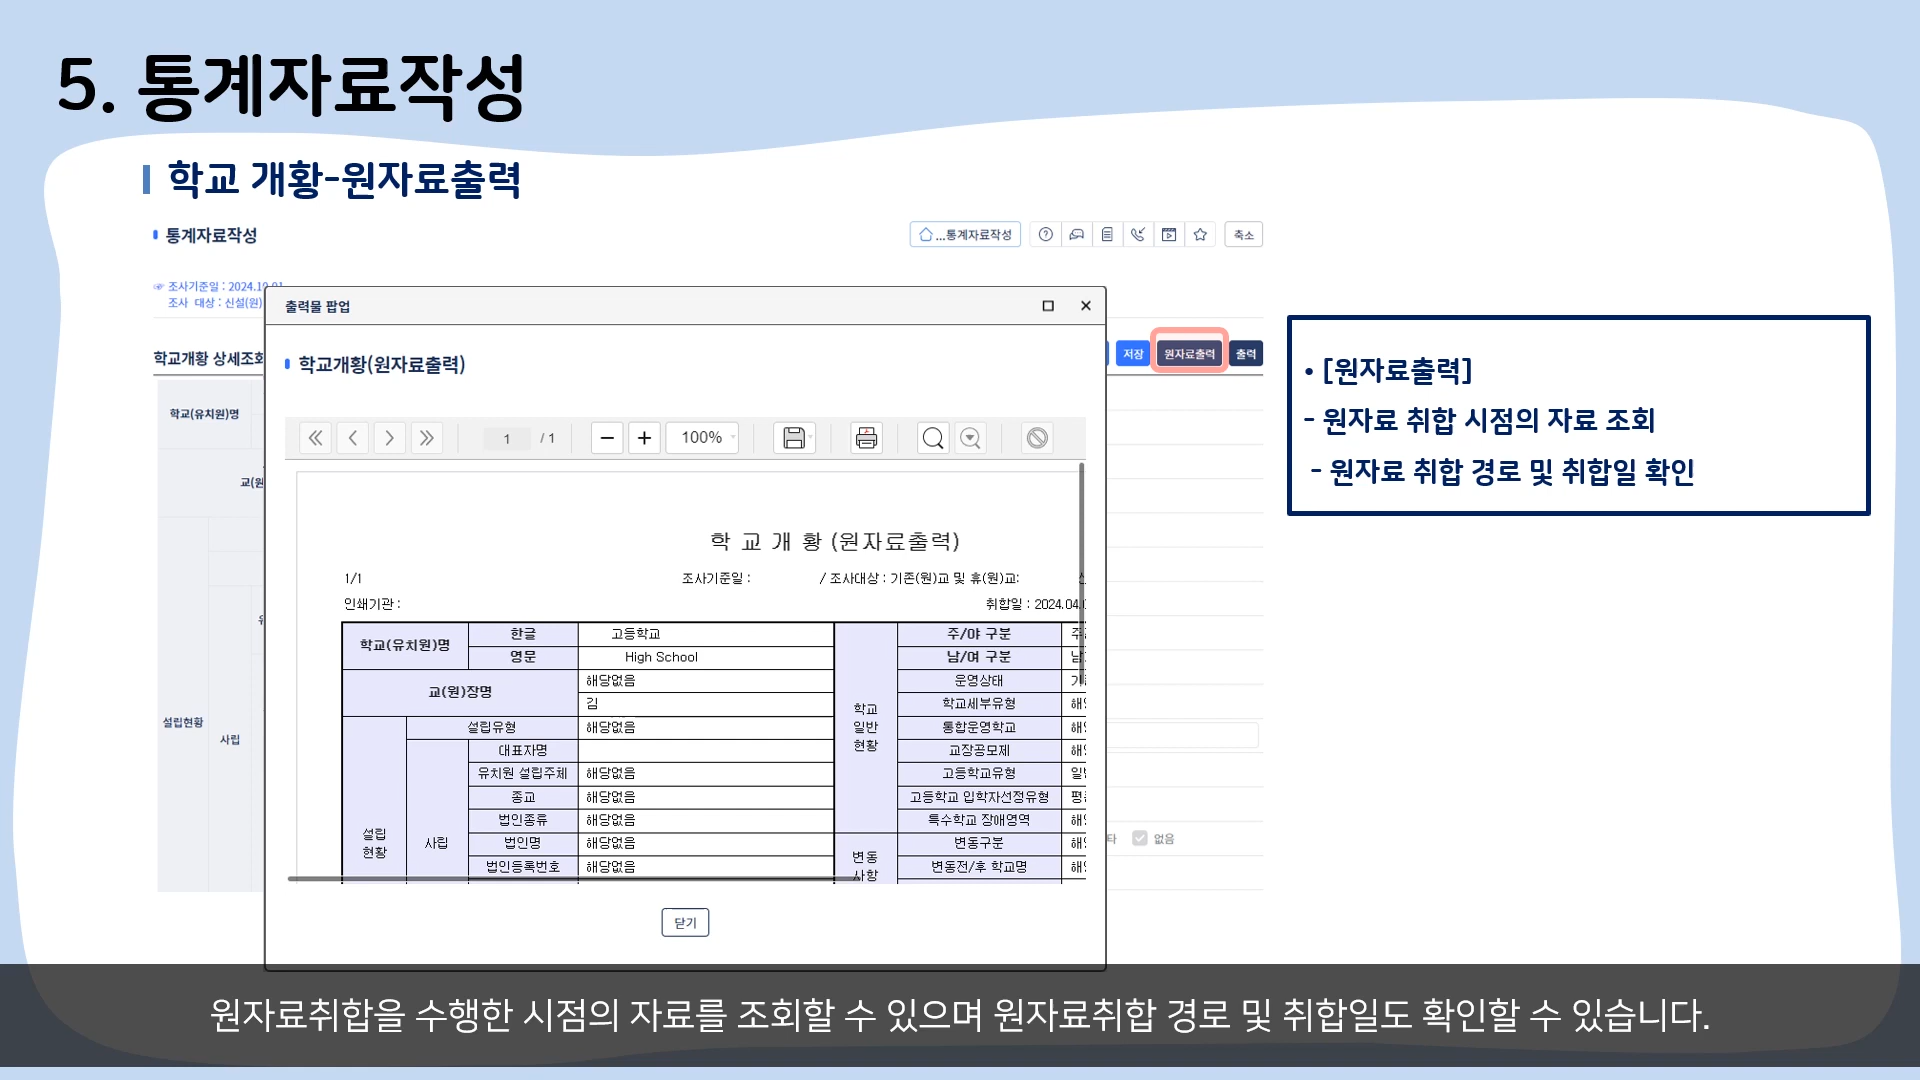 5. 통계자료작성
학교 개황-원자료출력
통계자료작성
...통계자료작성
축소
☞ 조사기준일 : 2024.10.01
조사 대상 : 신설(원)
출력물 팝업
학교개황 상세조회
저장
원자료출력
출력
학교개황(원자료출력)
• [원자료출력]
- 원자료 취합 시점의 자료 조회
- 원자료 취합 경로 및 취합일 확인
학교(유치원)명
1 / 1
100%
교(원
학 교 개 황 (원자료출력)
1/1 조사기준일 : / 조사대상 : 기존(원)교 및 휴(원)교:
인쇄기관 : 취합일 : 2024.04.
학교(유치원)명 한글 고등학교 주/야 구분 주
영문 High School 남/여 구분 남
교(원)장명 해당없음 운영상태
김 학교세부유형
설립유형 해당없음 통합운영학교
학교 일반 현황
대표자명 교장공모제
유치원 설립주체 해당없음 고등학교유형
종교 해당없음 고등학교 입학자선정유형
법인종류 해당없음 특수학교 장애영역
설립 현황 사립 법인명 해당없음 변동구분
변동 사항
법인등록번호 해당없음 변동전/후 학교명
설립현황
사립
타 없음
닫기
원자료취합을 수행한 시점의 자료를 조회할 수 있으며 원자료취합 경로 및 취합일도 확인할 수 있습니다.